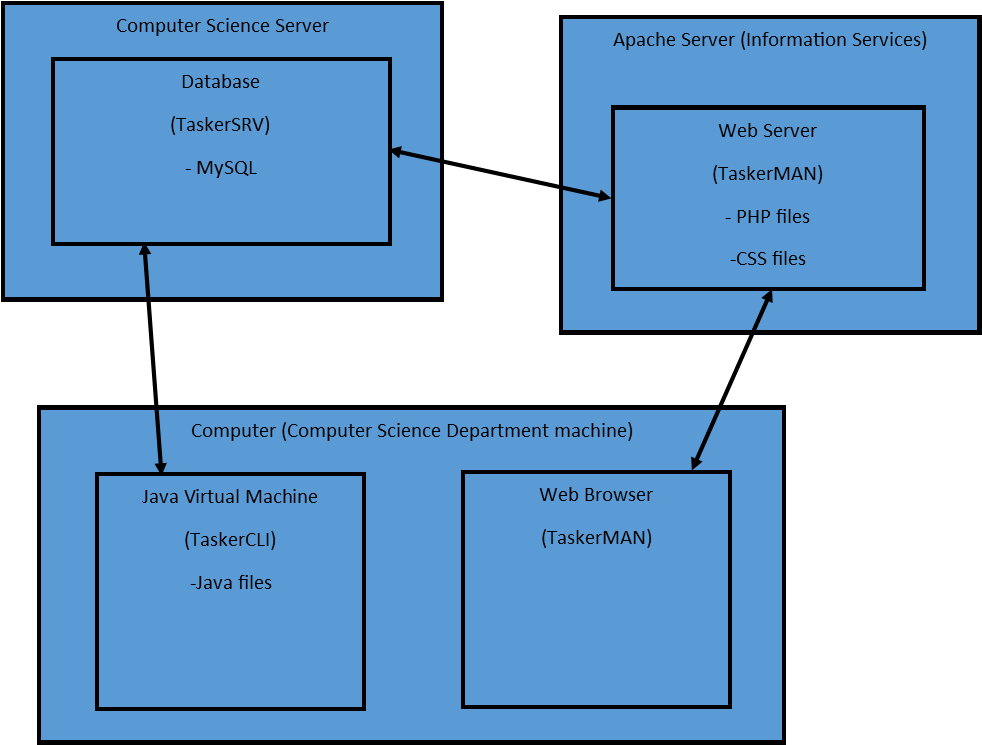 Computer Science Server
Database
(TaskerSRV)
- MySQL
Apache Server (Information Services)
Web Server
(TaskerMAN)
- PHP files
-CSS files
Computer (Computer Science Department machine)
Java Virtual Machine
(TaskerCLI)
-Java files
Web Browser
(TaskerMAN)